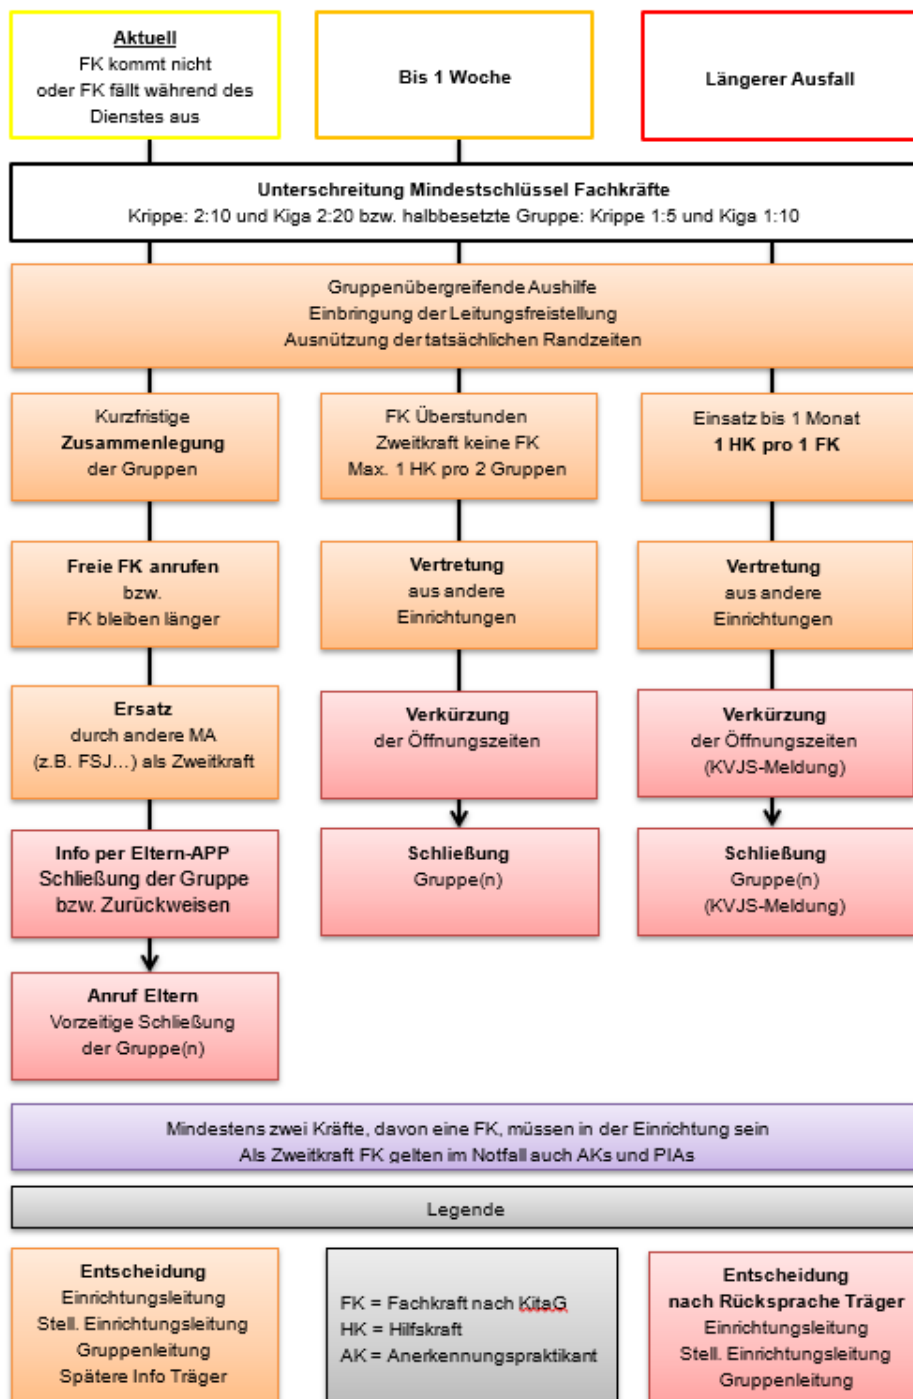 Aktuell
FK kommt nicht
oder FK fällt während des
Dienstes aus
Bis 1 Woche
Längerer Ausfall
Unterschreitung Mindestschlüssel Fachkräfte
Krippe: 2:10 und Kiga 2:20 bzw. halbbesetzte Gruppe: Krippe 1:5 und Kiga 1:10
Gruppenübergreifende Aushilfe
Einbringung der Leitungsfreistellung
Ausnützung der tatsächlichen Randzeiten
Kurzfristige
Zusammenlegung
der Gruppen
FK Überstunden
Zweitkraft keine FK
Max. 1 HK pro 2 Gruppen
Einsatz bis 1 Monat
1 HK pro 1 FK
Freie FK anrufen
bzw.
FK bleiben länger
Vertretung
aus andere
Einrichtungen
Vertretung
aus andere
Einrichtungen
Ersatz
durch andere MA
(z.B. FSJ...) als Zweitkraft
Verkürzung
der Öffnungszeiten
Verkürzung
der Öffnungszeiten
(KVJS-Meldung)
Info per Eltern-APP
Schließung der Gruppe
bzw. Zurückweisen
Schließung
Gruppe(n)
Schließung
Gruppe(n)
(KVJS-Meldung)
Anruf Eltern
Vorzeitige Schließung
der Gruppe(n)
Mindestens zwei Kräfte, davon eine FK, müssen in der Einrichtung sein
Als Zweitkraft FK gelten im Notfall auch AKs und PIAs
Legende
Entscheidung
Einrichtungsleitung
Stell. Einrichtungsleitung
Gruppenleitung
Spätere Info Träger
FK = Fachkraft nach KitaG
HK = Hilfskraft
AK = Anerkennungspraktikant
Entscheidung
nach Rücksprache Träger
Einrichtungsleitung
Stell. Einrichtungsleitung
Gruppenleitung